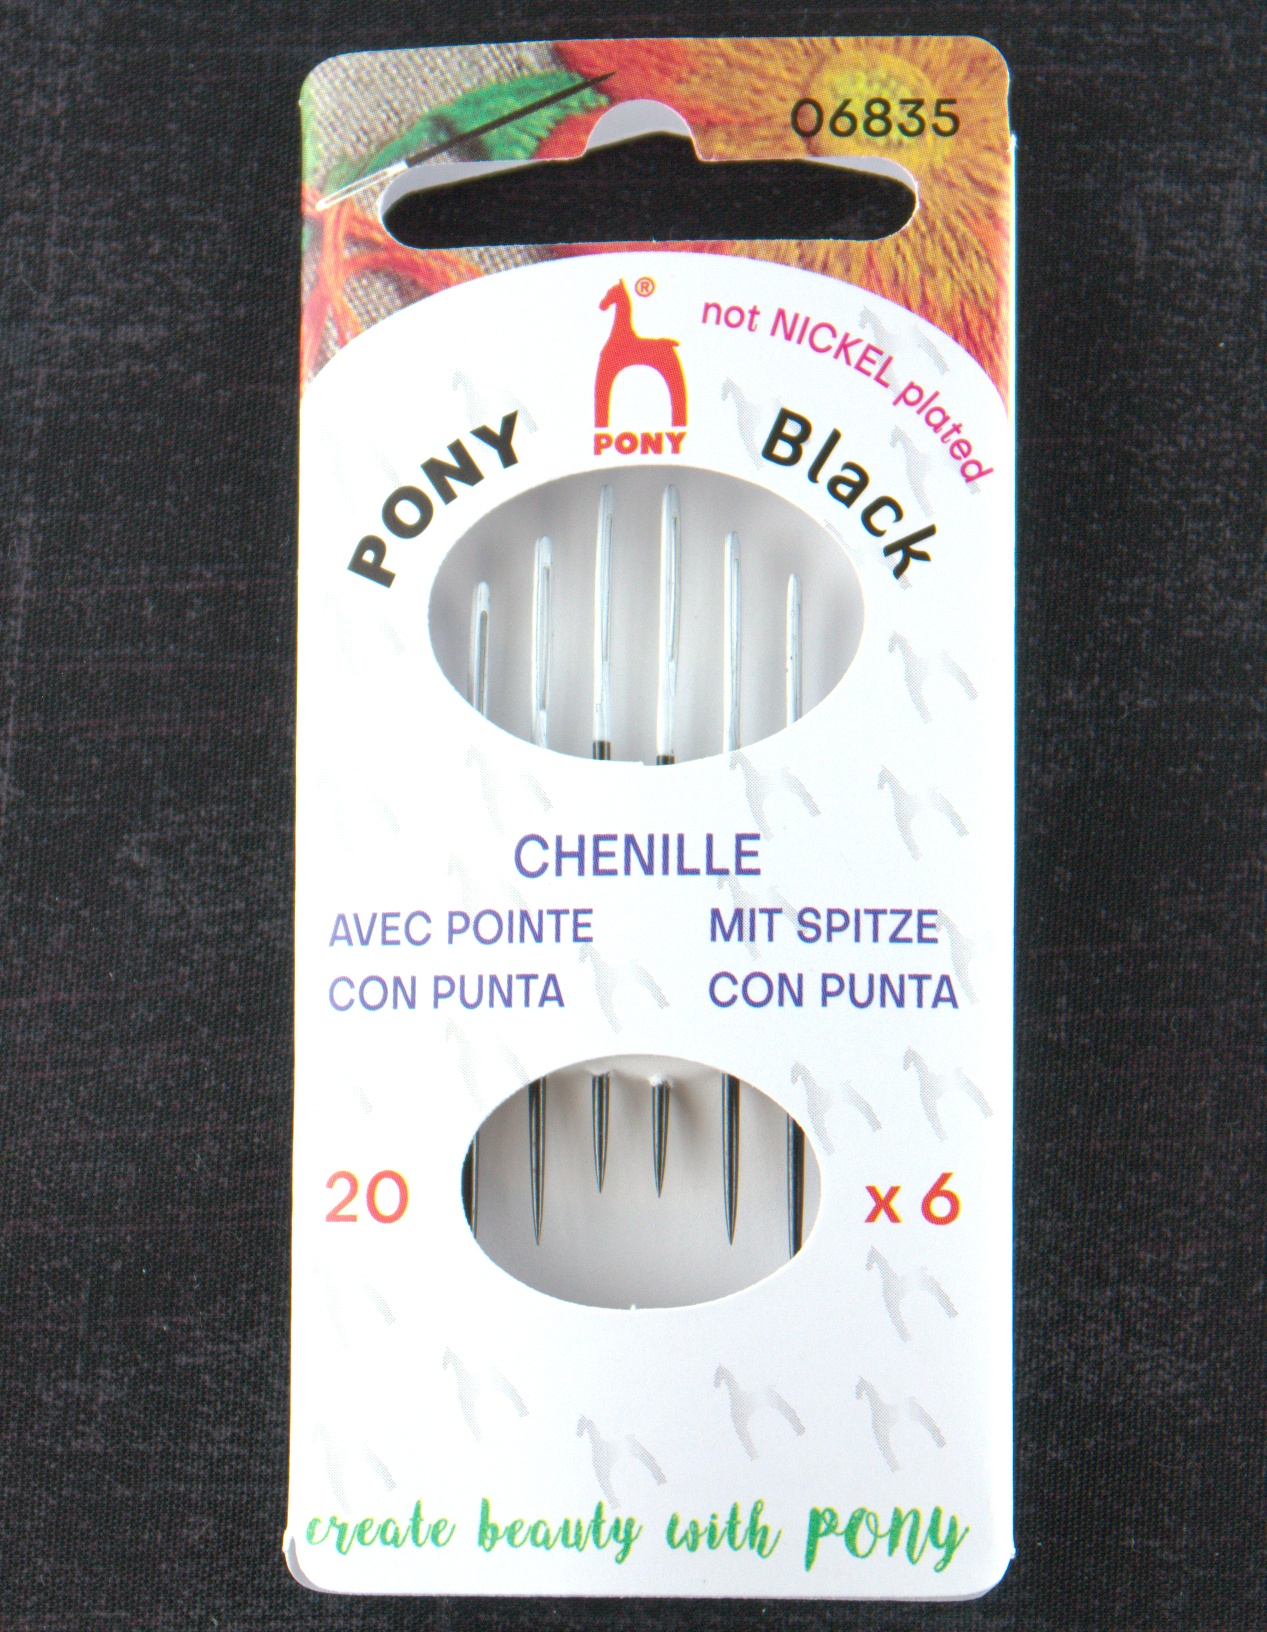 06835
®
PONY
not NICKEL plated
PONY Black
CHENILLE
AVEC POINTE
MIT SPITZE
CON PUNTA
CON PUNTA
20
x 6
create beauty with PONY